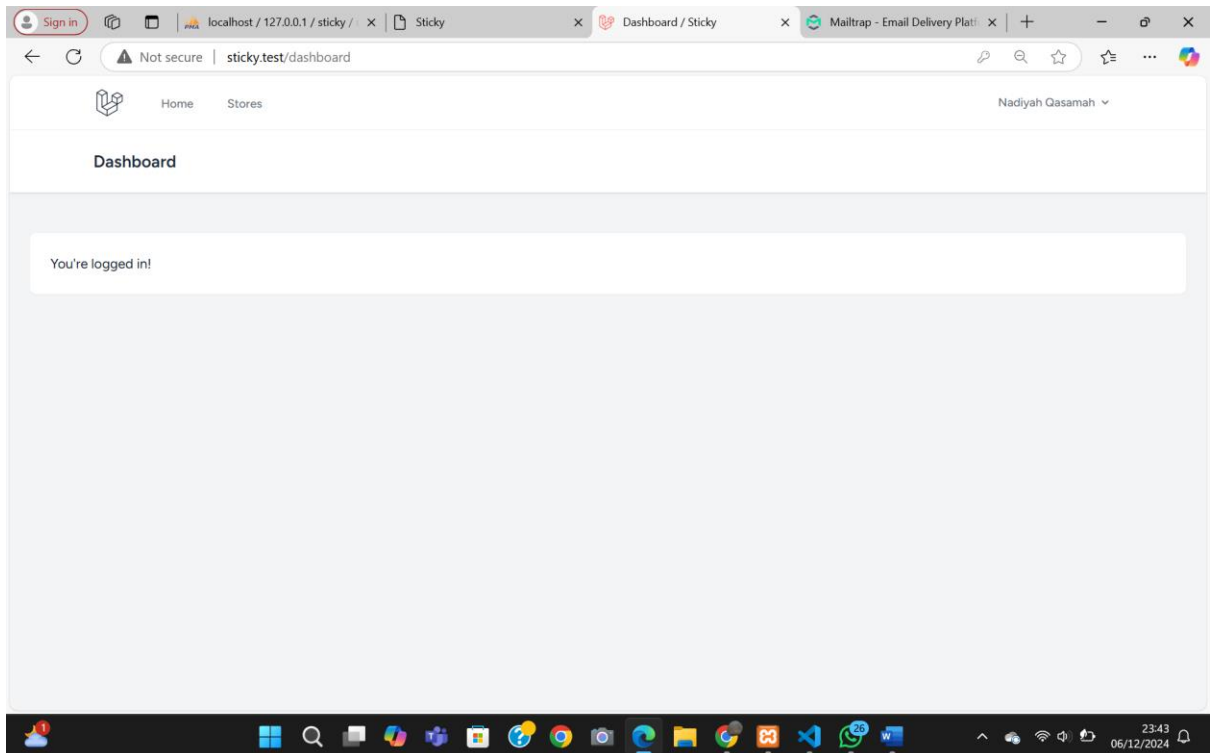 Sign in
localhost / 127.0.0.1 / sticky /
Sticky
Dashboard / Sticky
Mailtrap - Email Delivery Platf
Not secure | sticky.test/dashboard
Home Stores Nadiyah Qasamah
Dashboard
You're logged in!
1
26
23:43
06/12/2024